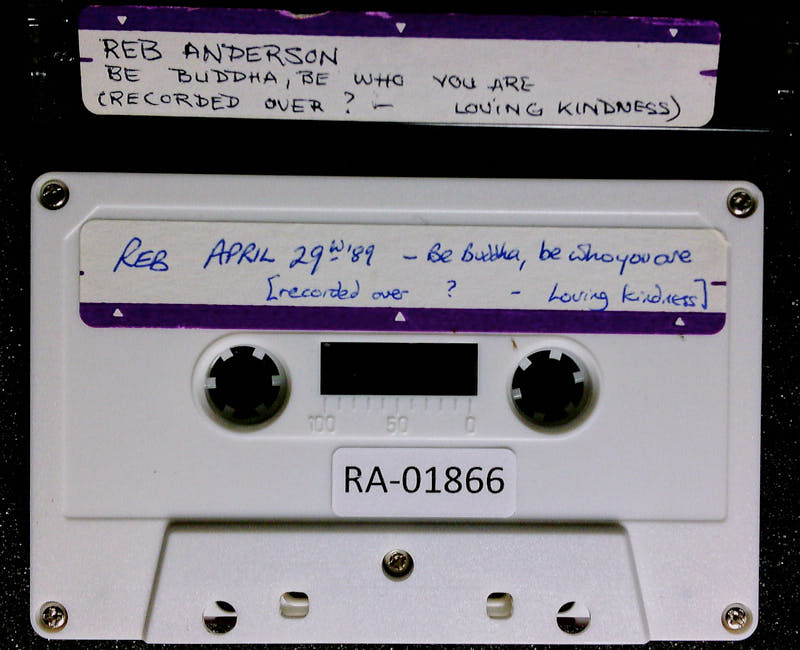 REB ANDERSON
BE BUDDHA, BE WHO YOU ARE
(RECORDED OVER ? - LOVING KINDNESS)
REB APRIL 29th '89 - Be Buddha, be who you are
[recorded over ? - Loving kindness]
100 50 0
RA-01866